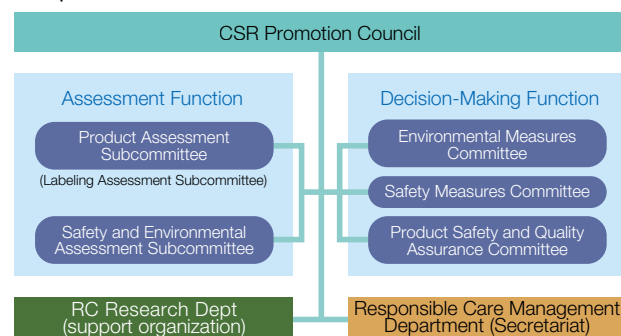 CSR Promotion Council
Assessment Function
Product Assessment
Subcommittee
(Labeling Assessment Subcommittee)
Safety and Environmental
Assessment Subcommittee
Decision-Making Function
Environmental Measures
Committee
Safety Measures Committee
Product Safety and Quality
Assurance Committee
RC Research Dept
(support organization)
Responsible Care Management
Department (Secretariat)